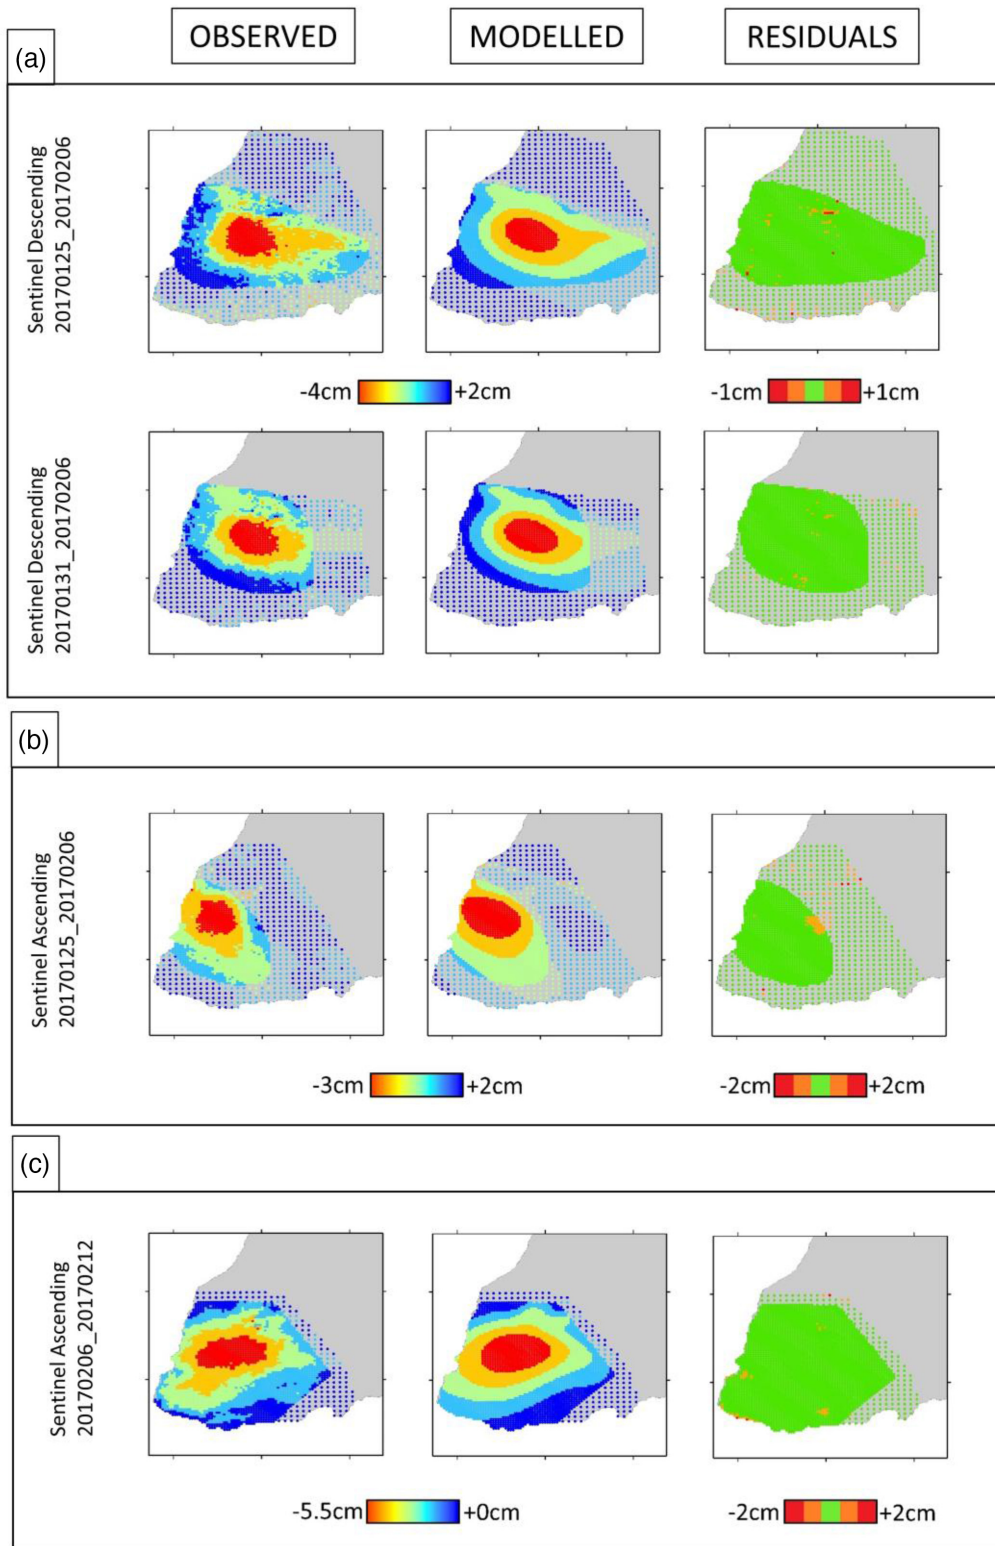 OBSERVED
MODELLED
RESIDUALS
(a)
Sentinel Descending
20170125_20170206
-4cm
+2cm
-1cm
+1cm
Sentinel Descending
20170131_20170206
(b)
Sentinel Ascending
20170125_20170206
-3cm
+2cm
-2cm
+2cm
(c)
Sentinel Ascending
20170206_20170212
-5.5cm
+0cm
-2cm
+2cm